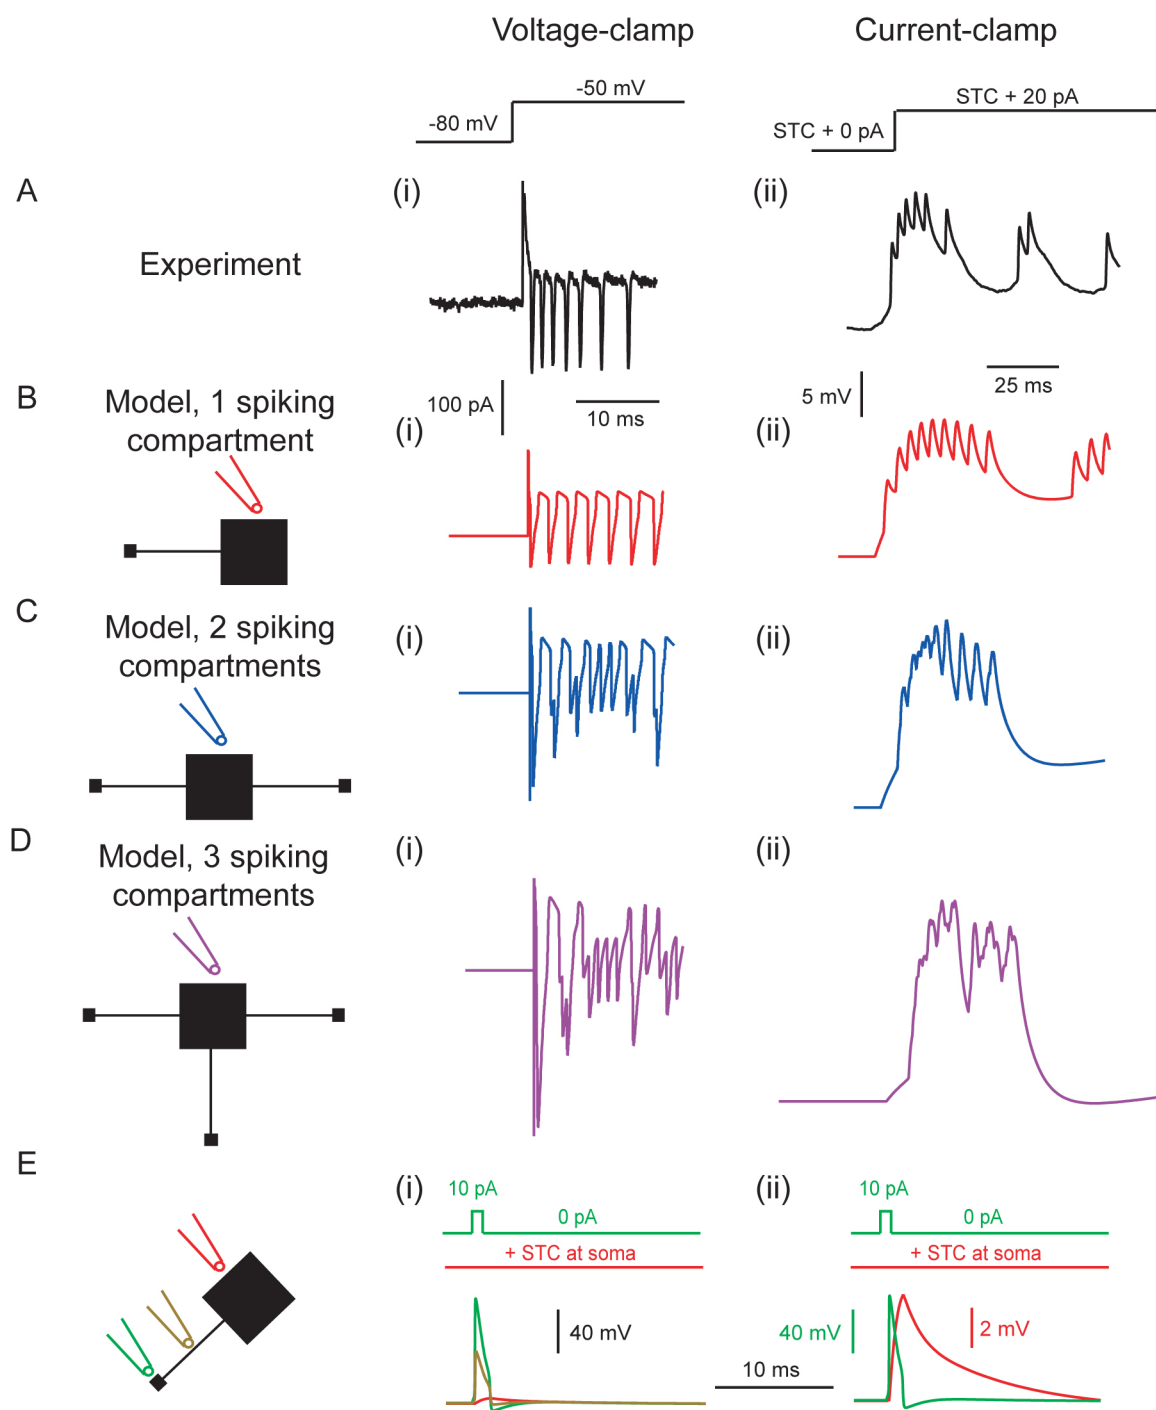 Voltage-clamp
Current-clamp
-50 mV
-80 mV
STC + 20 pA
STC + 0 pA
A
(i)
(ii)
Experiment
B
Model, 1 spiking
compartment
100 pA
10 ms
5 mV
25 ms
(i)
(ii)
C
Model, 2 spiking
compartments
(i)
(ii)
D
Model, 3 spiking
compartments
(i)
(ii)
E
(i)
10 pA
0 pA
+ STC at soma
40 mV
(ii)
10 pA
0 pA
+ STC at soma
40 mV
2 mV
10 ms